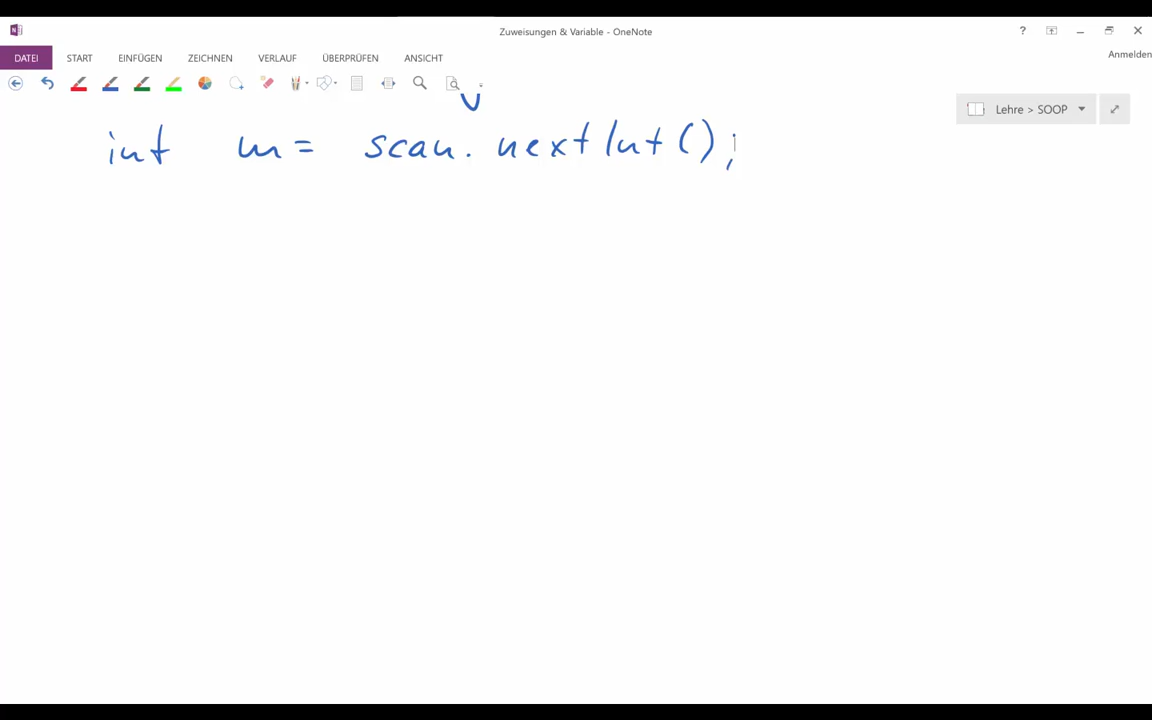 Zuweisungen & Variable - OneNote
?
DATEI START EINFÜGEN ZEICHNEN VERLAUF ÜBERPRÜFEN ANSICHT
Anmelden
Lehre > SOOP
int m = scan.nextInt();